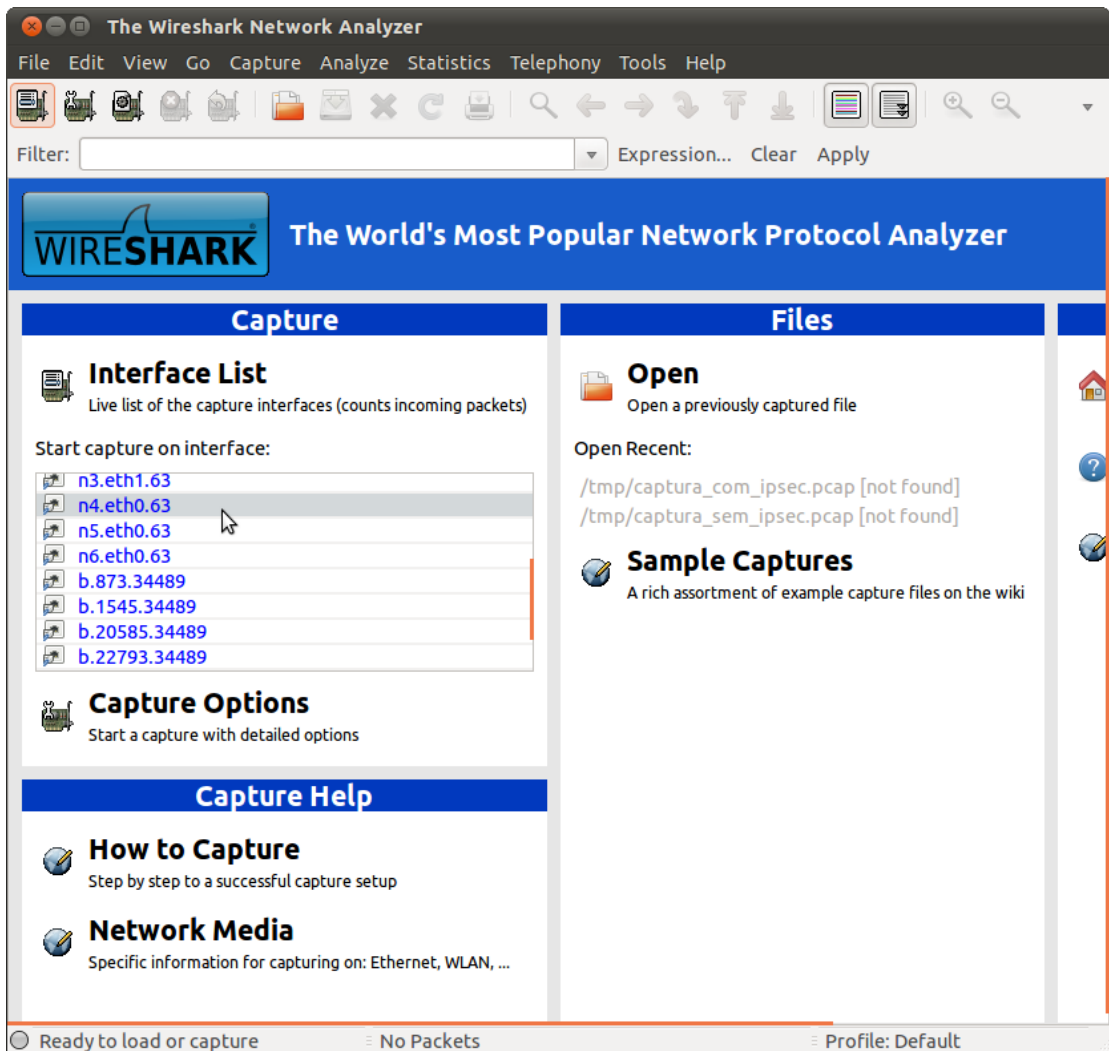 The Wireshark Network Analyzer
File Edit View Go Capture Analyze Statistics Telephony Tools Help
Filter:
Expression... Clear Apply
WIRESHARK
The World's Most Popular Network Protocol Analyzer
Capture
Interface List
Live list of the capture interfaces (counts incoming packets)
Start capture on interface:
n3.eth1.63
n4.eth0.63
n5.eth0.63
n6.eth0.63
b.873.34489
b.1545.34489
b.20585.34489
b.22793.34489
Capture Options
Start a capture with detailed options
Capture Help
How to Capture
Step by step to a successful capture setup
Network Media
Specific information for capturing on: Ethernet, WLAN, ...
Files
Open
Open a previously captured file
Open Recent:
/tmp/captura_com_ipsec.pcap [not found]
/tmp/captura_sem_ipsec.pcap [not found]
Sample Captures
A rich assortment of example capture files on the wiki
Ready to load or capture
No Packets
Profile: Default